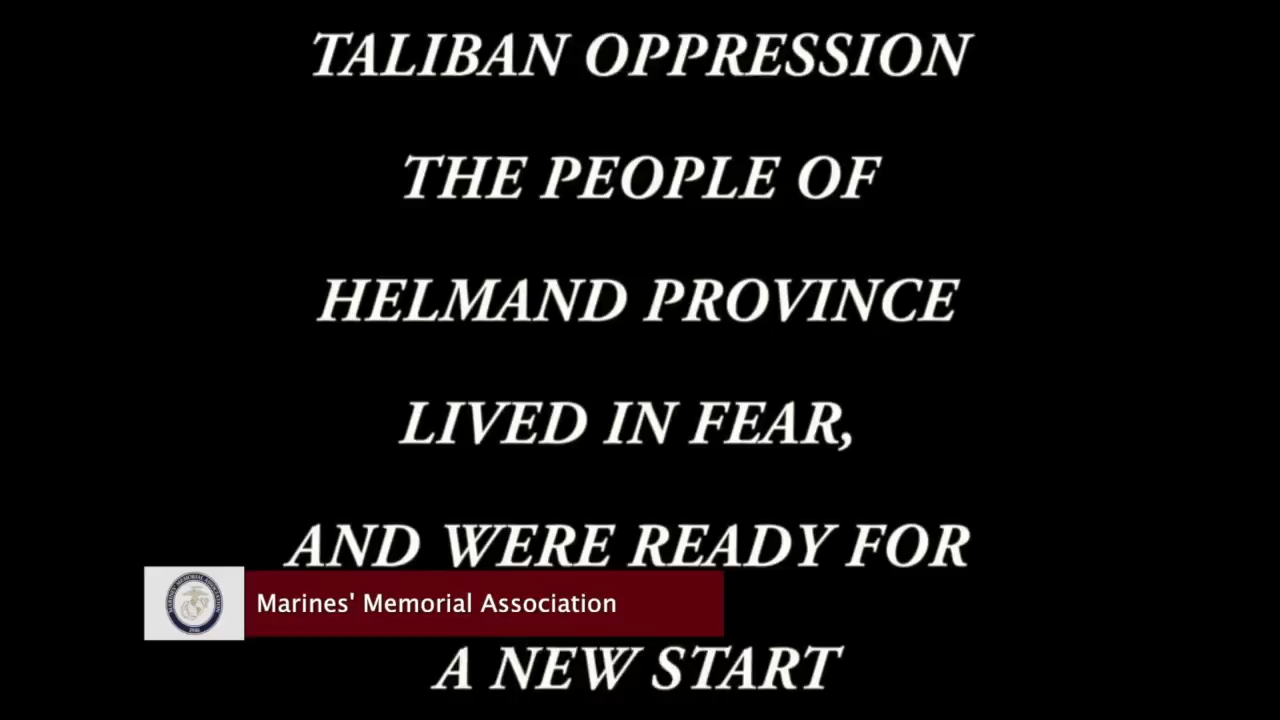 TALIBAN OPPRESSION
THE PEOPLE OF
HELMAND PROVINCE
LIVED IN FEAR,
AND WERE READY FOR
Marines' Memorial Association
A NEW START